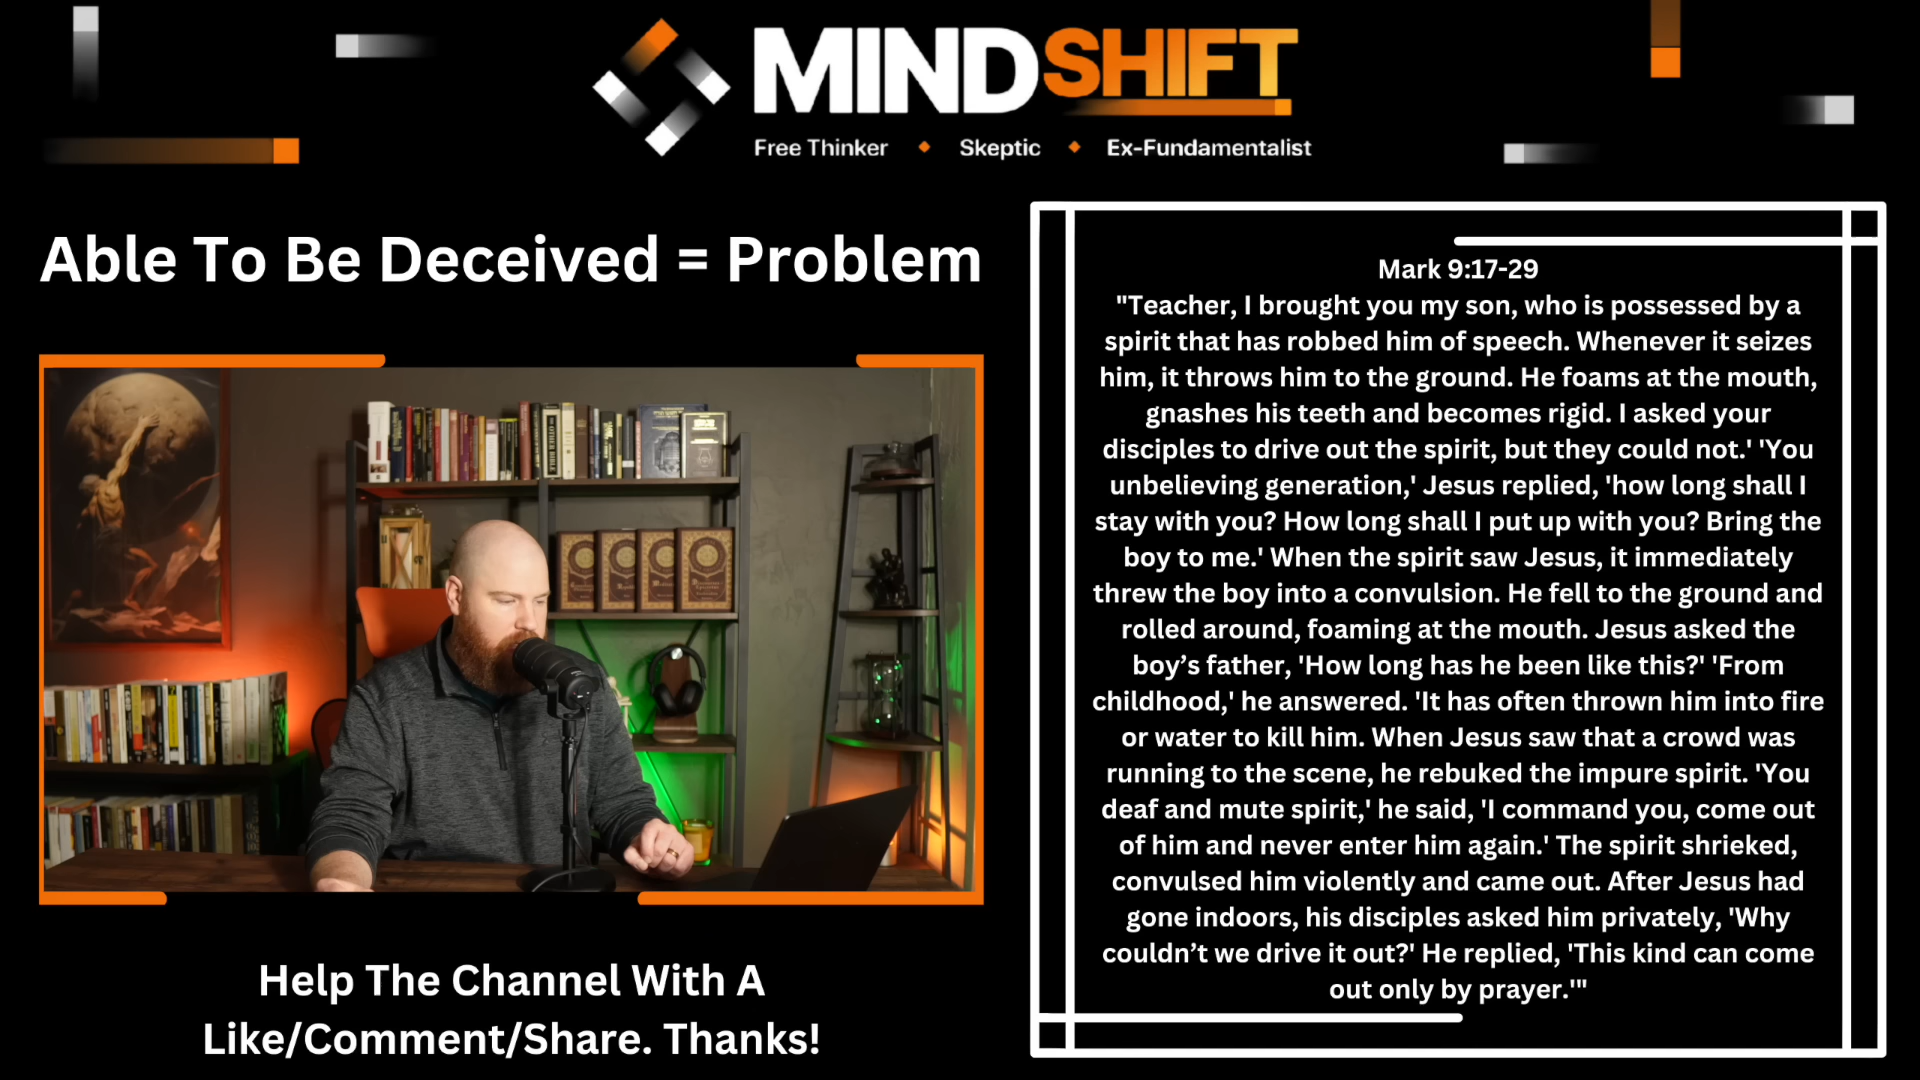 MINDSHIFT
Free Thinker ◆ Skeptic ◆ Ex-Fundamentalist
Able To Be Deceived = Problem
Help The Channel With A
Like/Comment/Share. Thanks!
Mark 9:17-29
"Teacher, I brought you my son, who is possessed by a
spirit that has robbed him of speech. Whenever it seizes
him, it throws him to the ground. He foams at the mouth,
gnashes his teeth and becomes rigid. I asked your
disciples to drive out the spirit, but they could not.' 'You
unbelieving generation,' Jesus replied, 'how long shall I
stay with you? How long shall I put up with you? Bring the
boy to me.' When the spirit saw Jesus, it immediately
threw the boy into a convulsion. He fell to the ground and
rolled around, foaming at the mouth. Jesus asked the
boy’s father, 'How long has he been like this?' 'From
childhood,' he answered. 'It has often thrown him into fire
or water to kill him. When Jesus saw that a crowd was
running to the scene, he rebuked the impure spirit. 'You
deaf and mute spirit,' he said, 'I command you, come out
of him and never enter him again.' The spirit shrieked,
convulsed him violently and came out. After Jesus had
gone indoors, his disciples asked him privately, 'Why
couldn’t we drive it out?' He replied, 'This kind can come
out only by prayer.'"